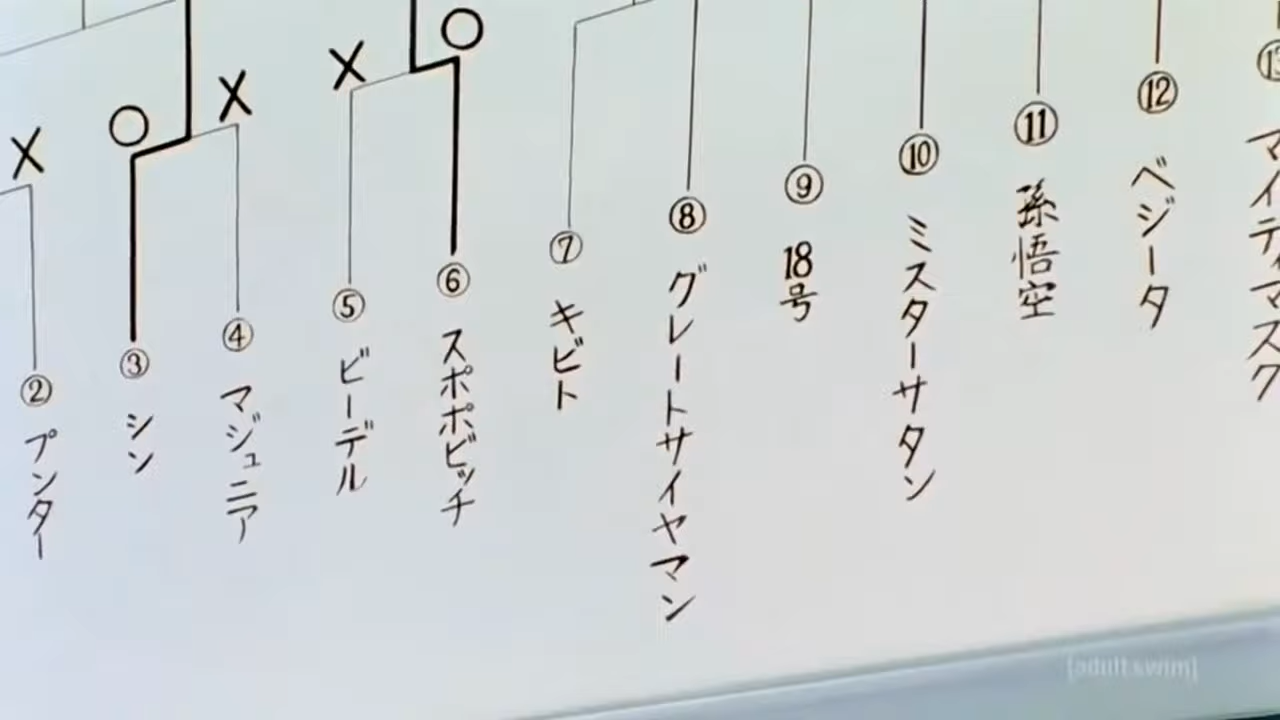 ② プンター
③ シン
④ マジュニア
⑤ ビーデル
⑥ スポポビッチ
⑦ キビト
⑧ グレートサイヤマン
⑨ 18号
⑩ ミスターサタン
⑪ 孫悟空
⑫ ベジータ
⑬ マイティマスク
[adult swim]